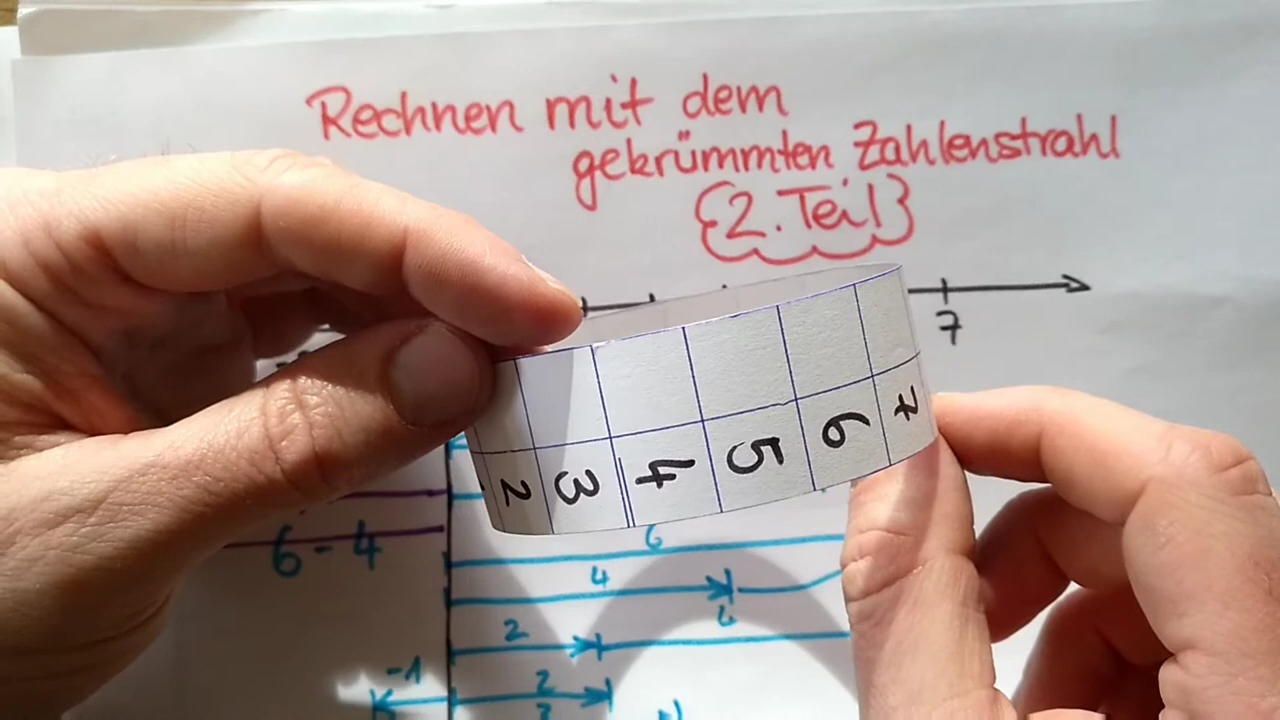 Rechnen mit dem
gekrümmten Zahlenstrahl
{2. Teil}
7
2 3 4 5 6 7
6 - 4
6
4
2
-1
2